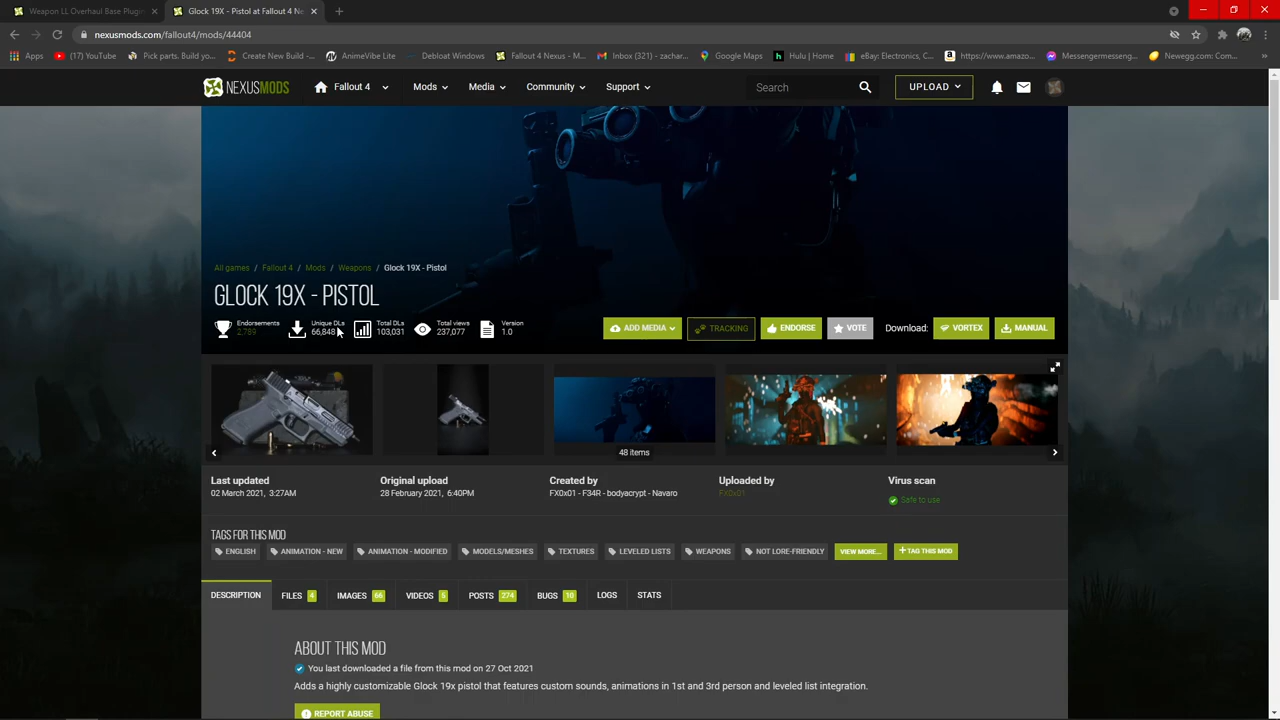 Weapon LL Overhaul Base Plugin
Glock 19X - Pistol at Fallout 4 Ne
nexusmods.com/fallout4/mods/44404
Apps
(17) YouTube
Pick parts. Build yo...
Create New Build -...
AnimeVibe Lite
Debloat Windows
Fallout 4 Nexus - M...
Inbox (321) - zachar...
Google Maps
Hulu | Home
eBay: Electronics, C...
https://www.amazo...
Messengermesseng...
Newegg.com: Com...
NEXUSMODS
Fallout 4
Mods
Media
Community
Support
Search
UPLOAD
All games / Fallout 4 / Mods / Weapons / Glock 19X - Pistol
GLOCK 19X - PISTOL
Endorsements
2,789
Unique DLs
66,848
Total DLs
103,031
Total views
237,077
Version
1.0
ADD MEDIA
TRACKING
ENDORSE
VOTE
Download:
VORTEX
MANUAL
48 items
Last updated
02 March 2021, 3:27AM
Original upload
28 February 2021, 6:40PM
Created by
FX0x01 - F34R - bodyacrypt - Navaro
Uploaded by
FX0x01
Virus scan
Safe to use
TAGS FOR THIS MOD
ENGLISH
ANIMATION - NEW
ANIMATION - MODIFIED
MODELS/MESHES
TEXTURES
LEVELED LISTS
WEAPONS
NOT LORE-FRIENDLY
VIEW MORE...
+ TAG THIS MOD
DESCRIPTION
FILES 4
IMAGES 66
VIDEOS 5
POSTS 274
BUGS 10
LOGS
STATS
ABOUT THIS MOD
You last downloaded a file from this mod on 27 Oct 2021
Adds a highly customizable Glock 19x pistol that features custom sounds, animations in 1st and 3rd person and leveled list integration.
REPORT ABUSE